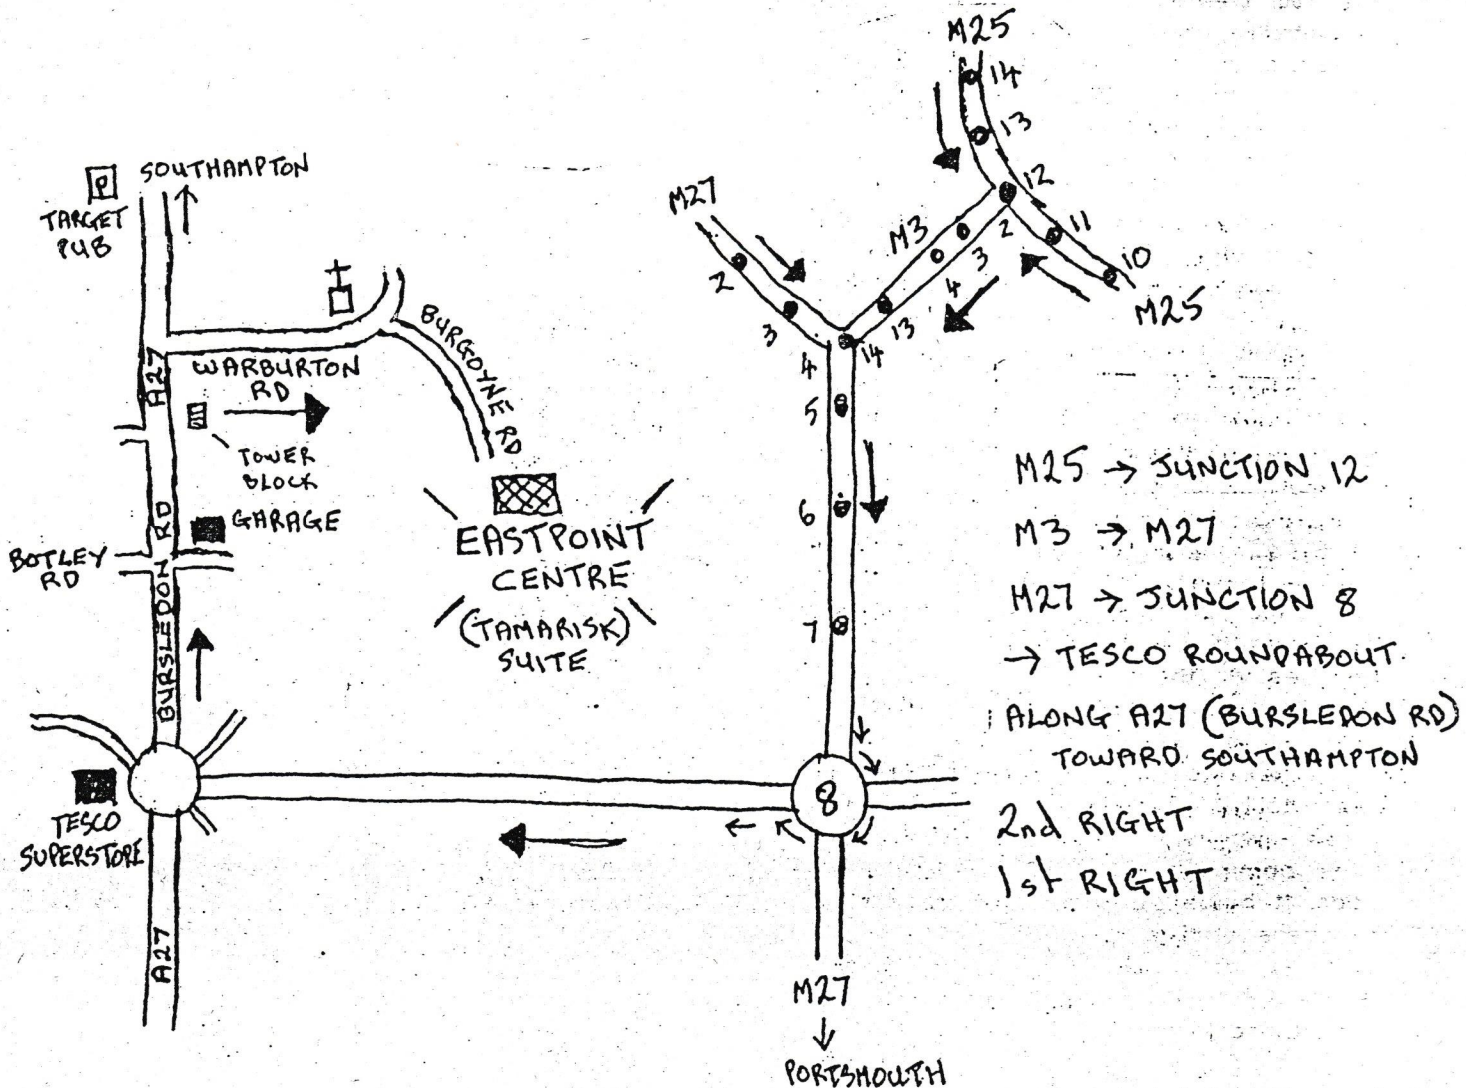 M25
14
13
12
11
10
M25
M3
2
3
4
13
14
M27
2
3
4
5
6
7
8
M27
PORTSMOUTH
P
SOUTHAMPTON
TARGET
PUB
A27
WARBURTON
RD
BURGOYNE RD
TOWER
BLOCK
GARAGE
BOTLEY
RD
BURSLEDON RD
EASTPOINT
CENTRE
(TAMARISK)
SUITE
TESCO
SUPERSTORE
A27
M25 → JUNCTION 12
M3 → M27
M27 → JUNCTION 8
→ TESCO ROUNDABOUT
ALONG A27 (BURSLEDON RD)
TOWARD SOUTHAMPTON
2nd RIGHT
1st RIGHT